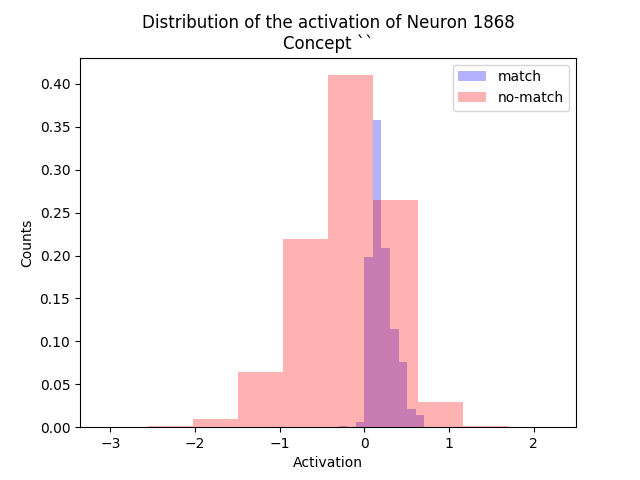 Distribution of the activation of Neuron 1868
Concept ``
match
no-match
0.40
0.35
0.30
0.25
0.20
0.15
0.10
0.05
0.00
Counts
−3
−2
−1
0
1
2
Activation